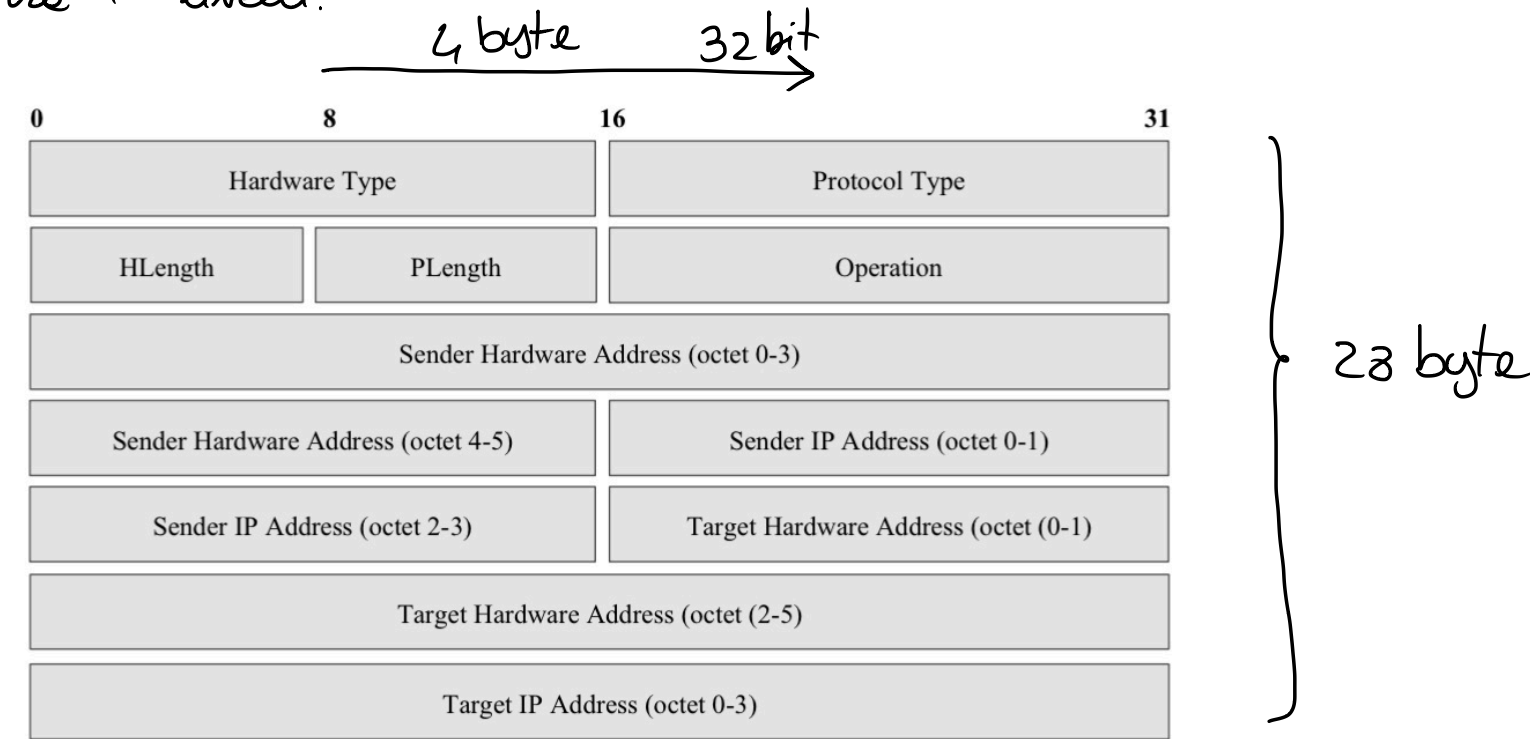 4 byte 32 bit
0 8 16 31
Hardware Type Protocol Type
HLength PLength Operation
Sender Hardware Address (octet 0-3)
Sender Hardware Address (octet 4-5) Sender IP Address (octet 0-1)
28 byte
Sender IP Address (octet 2-3) Target Hardware Address (octet (0-1)
Target Hardware Address (octet (2-5)
Target IP Address (octet 0-3)